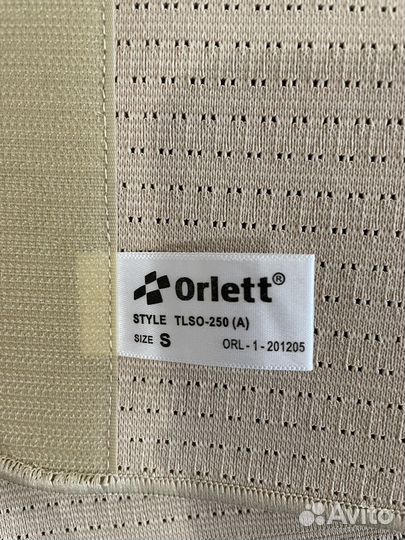 Orlett®
STYLE TLSO-250 (A)
SIZE S ORL-1-201205
Avito